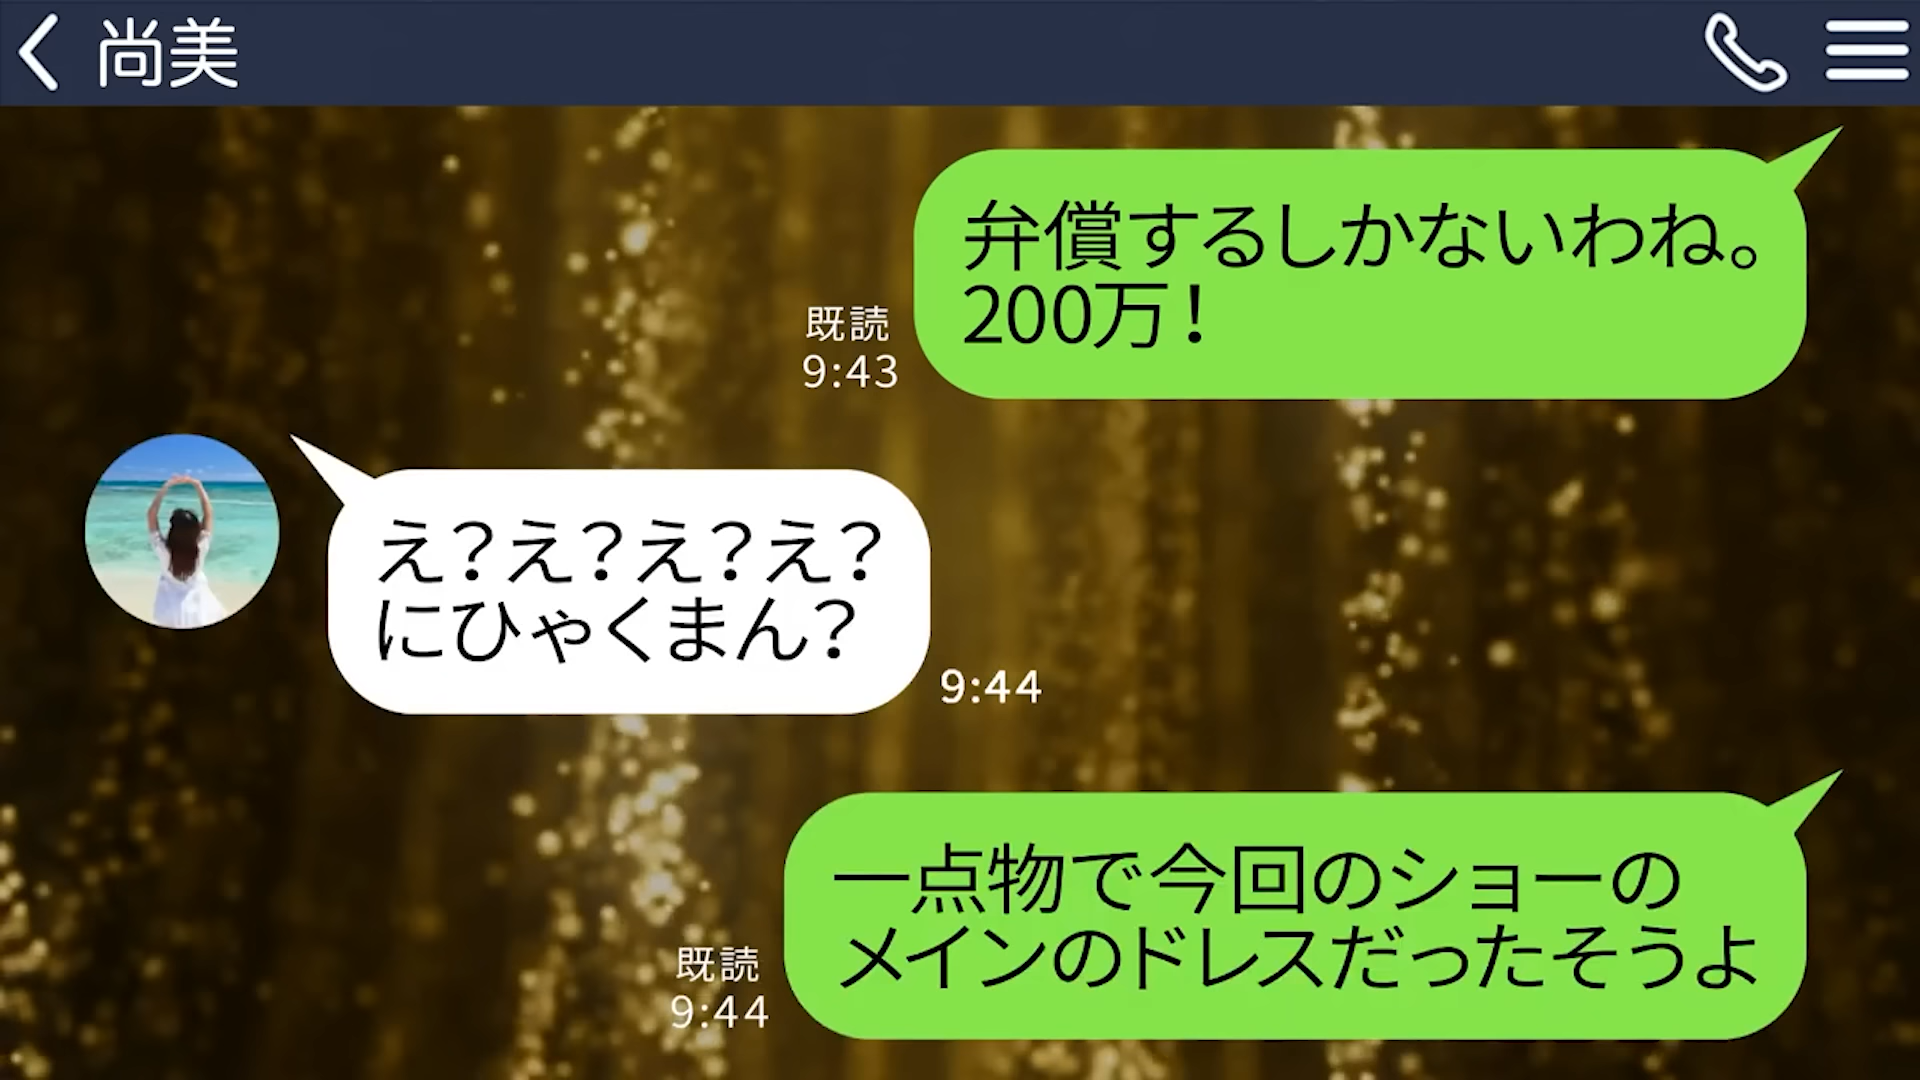 尚美
弁償するしかないわね。
200万！
既読
9:43
え？え？え？え？
にひゃくまん？
9:44
一点物で今回のショーの
メインのドレスだったそうよ
既読
9:44